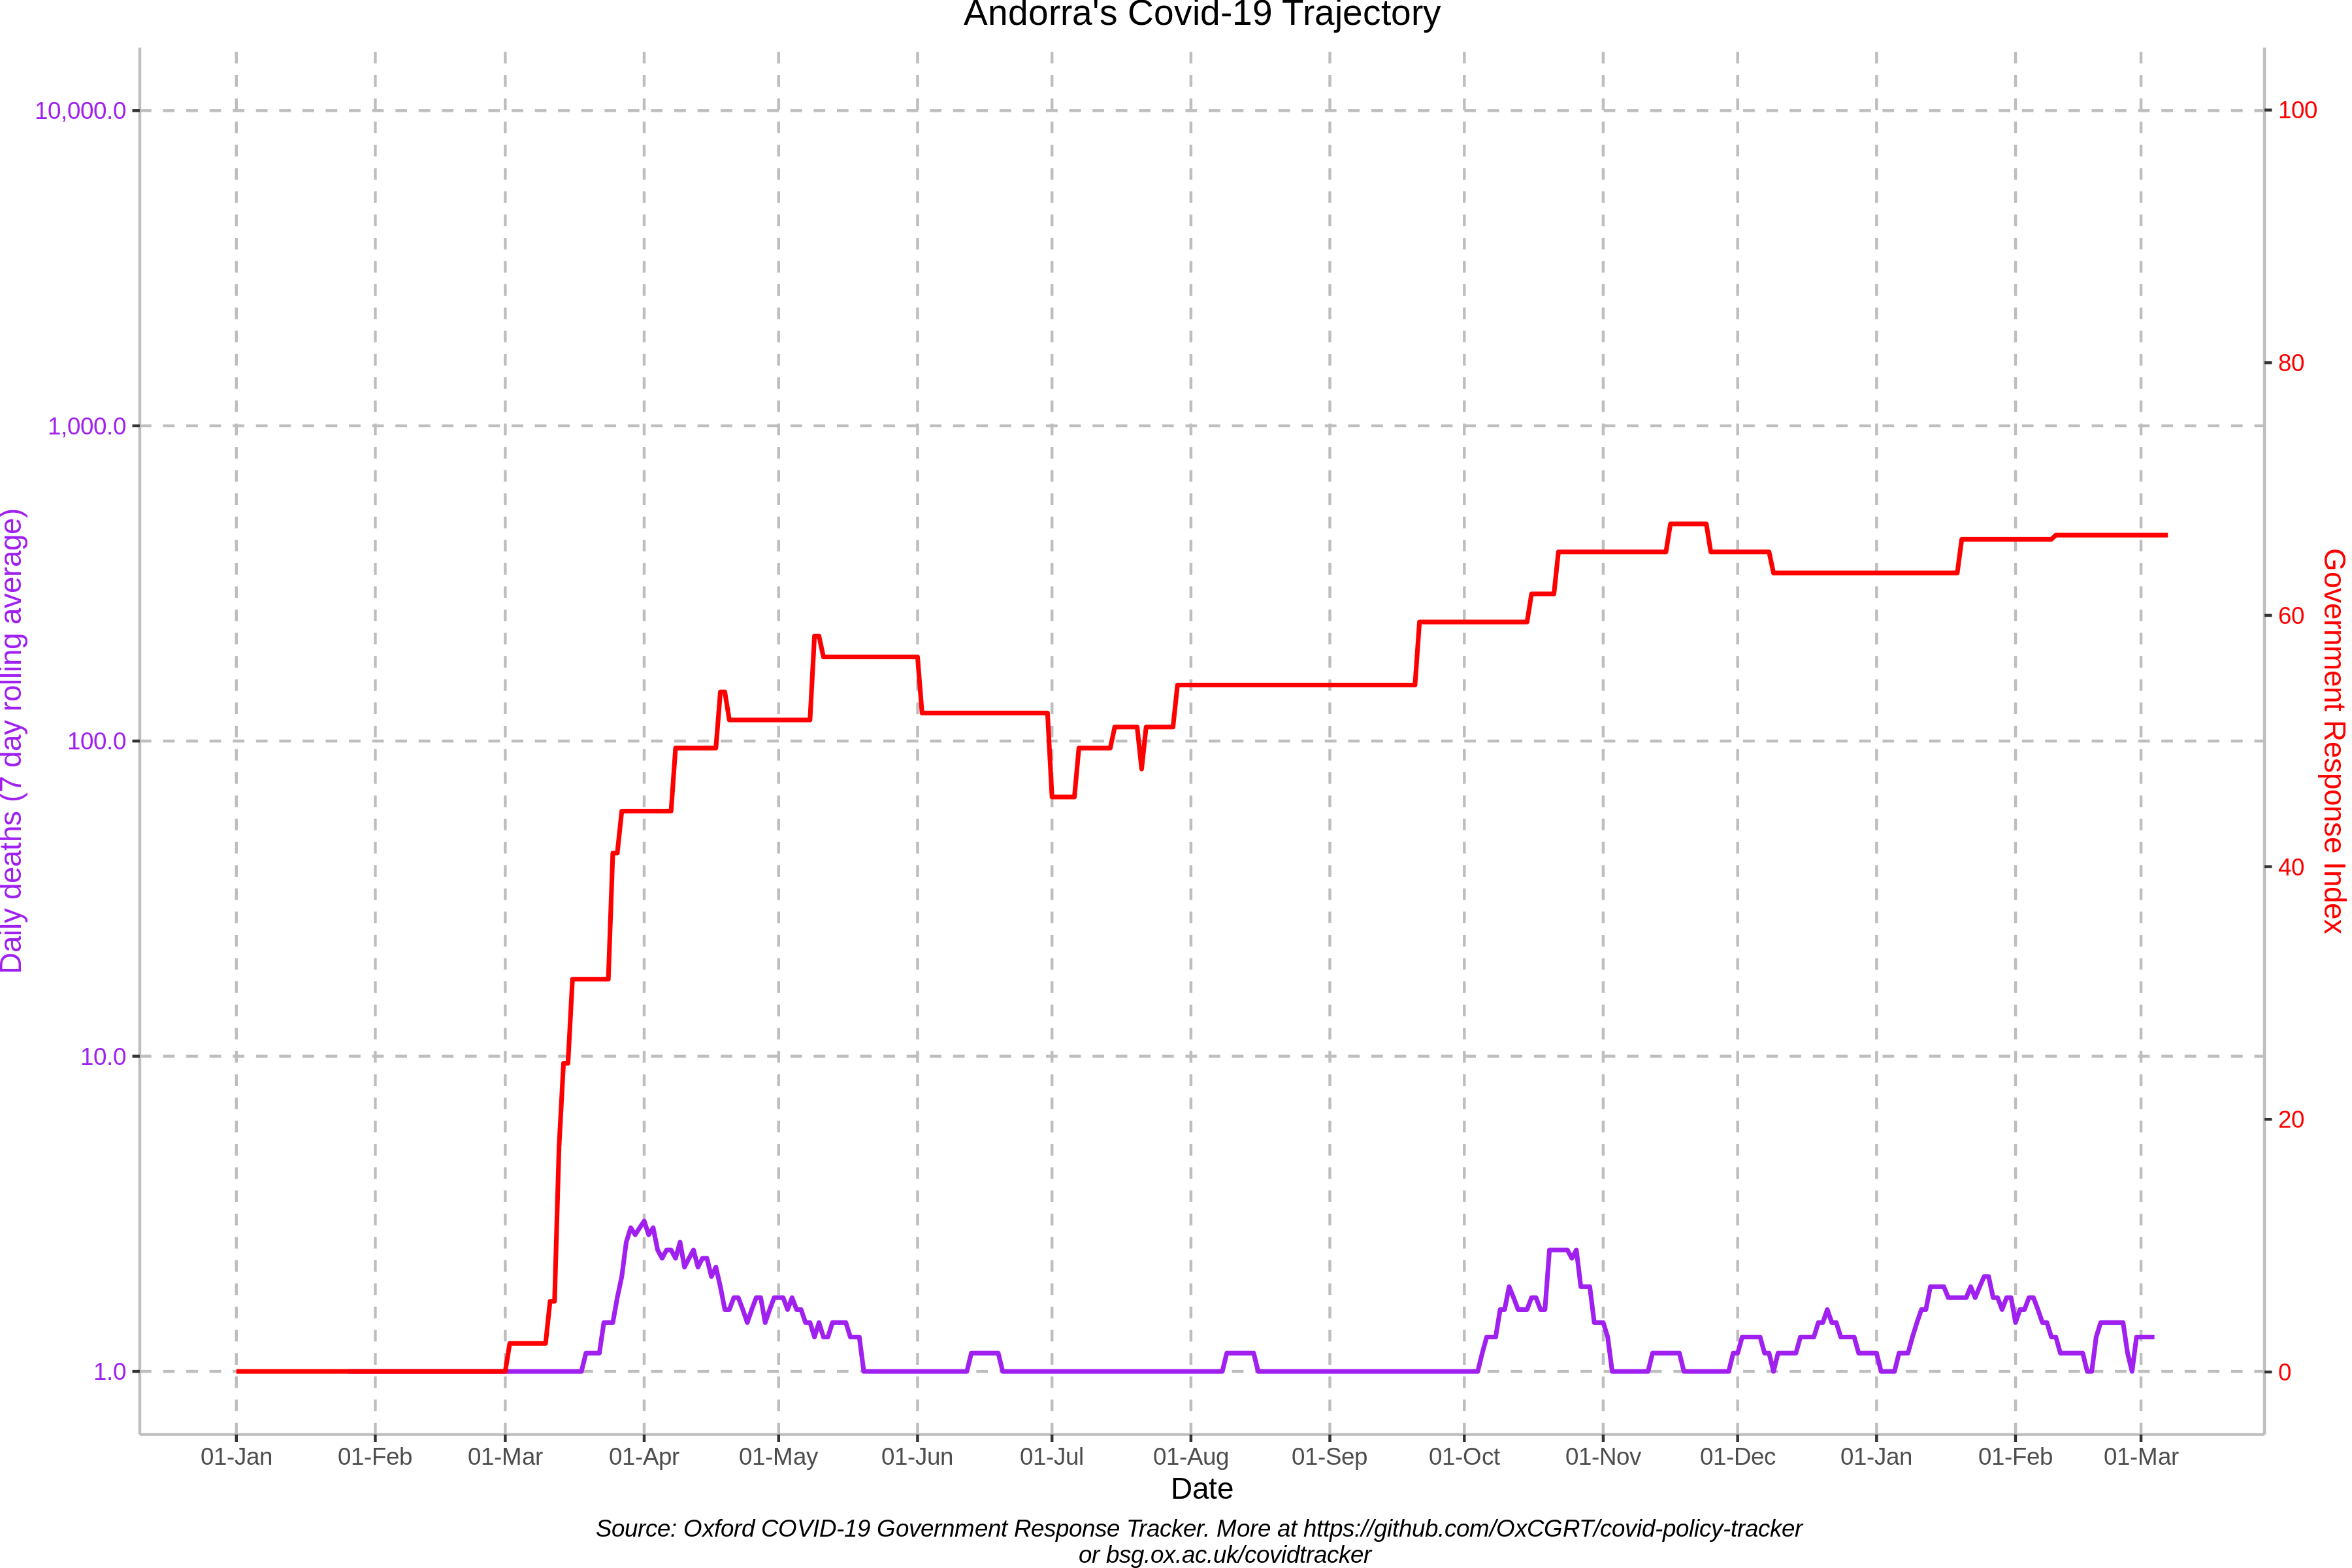 Andorra's Covid-19 Trajectory
Daily deaths (7 day rolling average)
10,000.0
1,000.0
100.0
10.0
1.0
100
80
60
40
20
0
Government Response Index
01-Jan 01-Feb 01-Mar 01-Apr 01-May 01-Jun 01-Jul 01-Aug 01-Sep 01-Oct 01-Nov 01-Dec 01-Jan 01-Feb 01-Mar
Date
Source: Oxford COVID-19 Government Response Tracker. More at https://github.com/OxCGRT/covid-policy-tracker
or bsg.ox.ac.uk/covidtracker